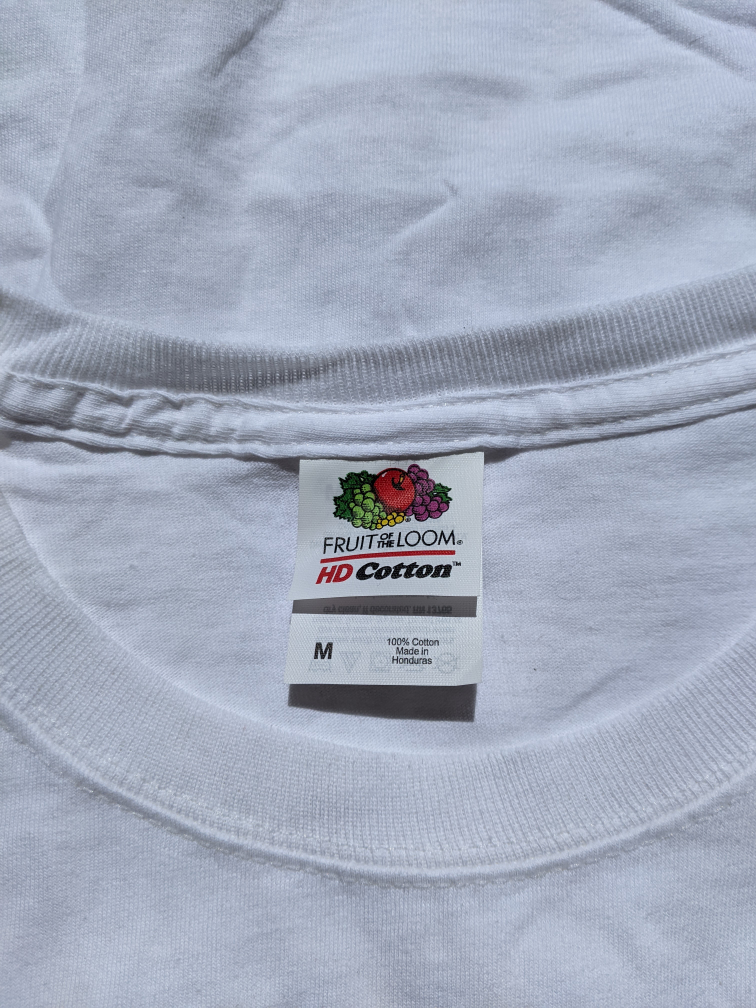 FRUIT OF THE LOOM®
HD Cotton™
M
100% Cotton
Made in
Honduras